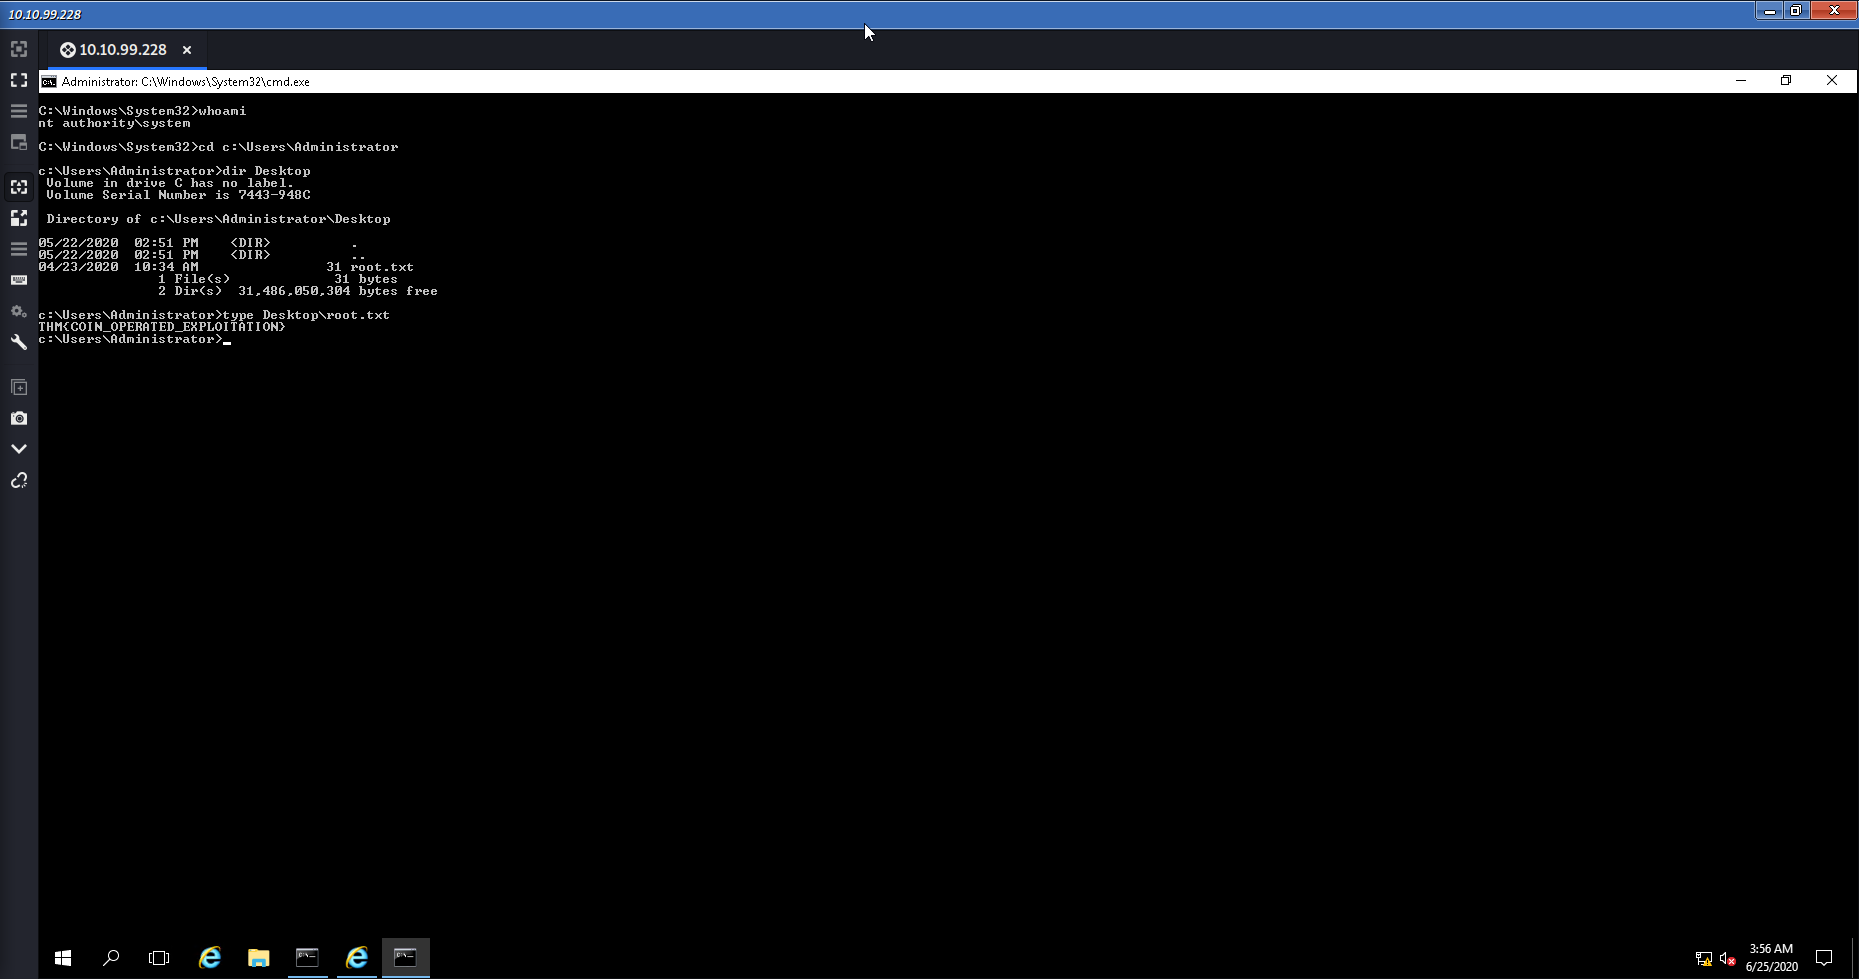 10.10.99.228
10.10.99.228
Administrator: C:\Windows\System32\cmd.exe
C:\Windows\System32>whoami
nt authority\system
C:\Windows\System32>cd c:\Users\Administrator
c:\Users\Administrator>dir Desktop
Volume in drive C has no label.
Volume Serial Number is 7443-948C
Directory of c:\Users\Administrator\Desktop
05/22/2020  02:51 PM    <DIR>          .
05/22/2020  02:51 PM    <DIR>          ..
04/23/2020  10:34 AM                31 root.txt
1 File(s)             31 bytes
2 Dir(s)  31,486,050,304 bytes free
c:\Users\Administrator>type Desktop\root.txt
THM{COIN_OPERATED_EXPLOITATION}
c:\Users\Administrator>
3:56 AM
6/25/2020